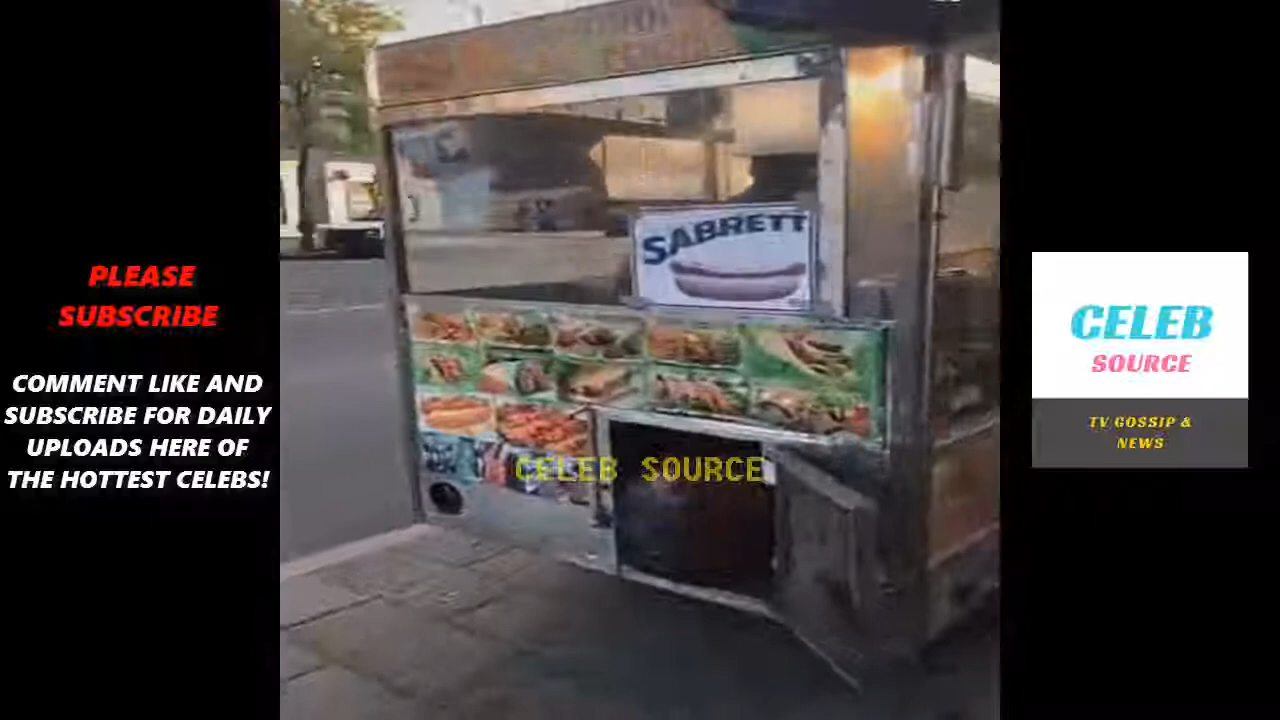 PLEASE
SUBSCRIBE
COMMENT LIKE AND
SUBSCRIBE FOR DAILY
UPLOADS HERE OF
THE HOTTEST CELEBS!
SABRETT
CELEB SOURCE
CELEB
SOURCE
TV GOSSIP &
NEWS